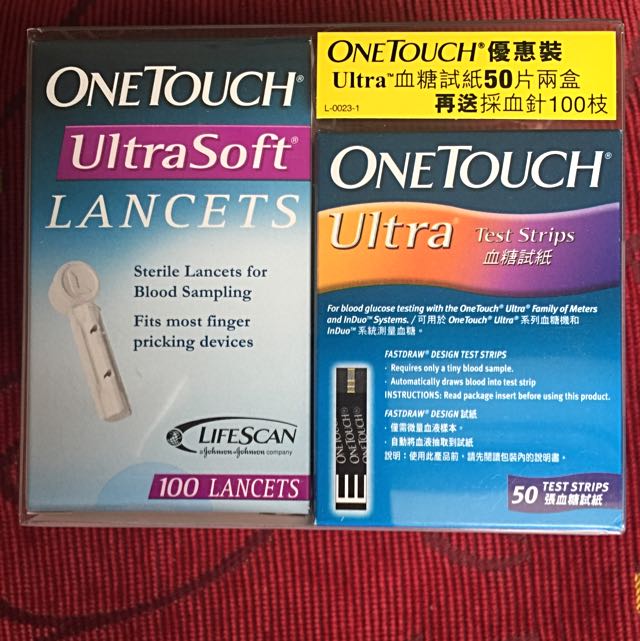 ONETOUCH®
UltraSoft®
LANCETS
Sterile Lancets for
Blood Sampling
Fits most finger
pricking devices
LIFESCAN
a Johnson & Johnson company
100 LANCETS
ONETOUCH®優惠裝
Ultra™血糖試紙50片兩盒
再送採血針100枝
L-0023-1
ONETOUCH®
Ultra® Test Strips
血糖試紙
For blood glucose testing with the OneTouch® Ultra® Family of Meters
and InDuo™ Systems. / 可用於 OneTouch® Ultra® 系列血糖機和
InDuo™ 系統測量血糖。
FASTDRAW® DESIGN TEST STRIPS
· Requires only a tiny blood sample.
· Automatically draws blood into test strip
INSTRUCTIONS: Read package insert before using this product.
FASTDRAW® DESIGN 試紙
· 僅需微量血液樣本。
· 自動將血液抽取到試紙
說明：使用此產品前，請先閱讀包裝內的說明書。
ONETOUCH®
ONETOUCH®
50 TEST STRIPS
張血糖試紙